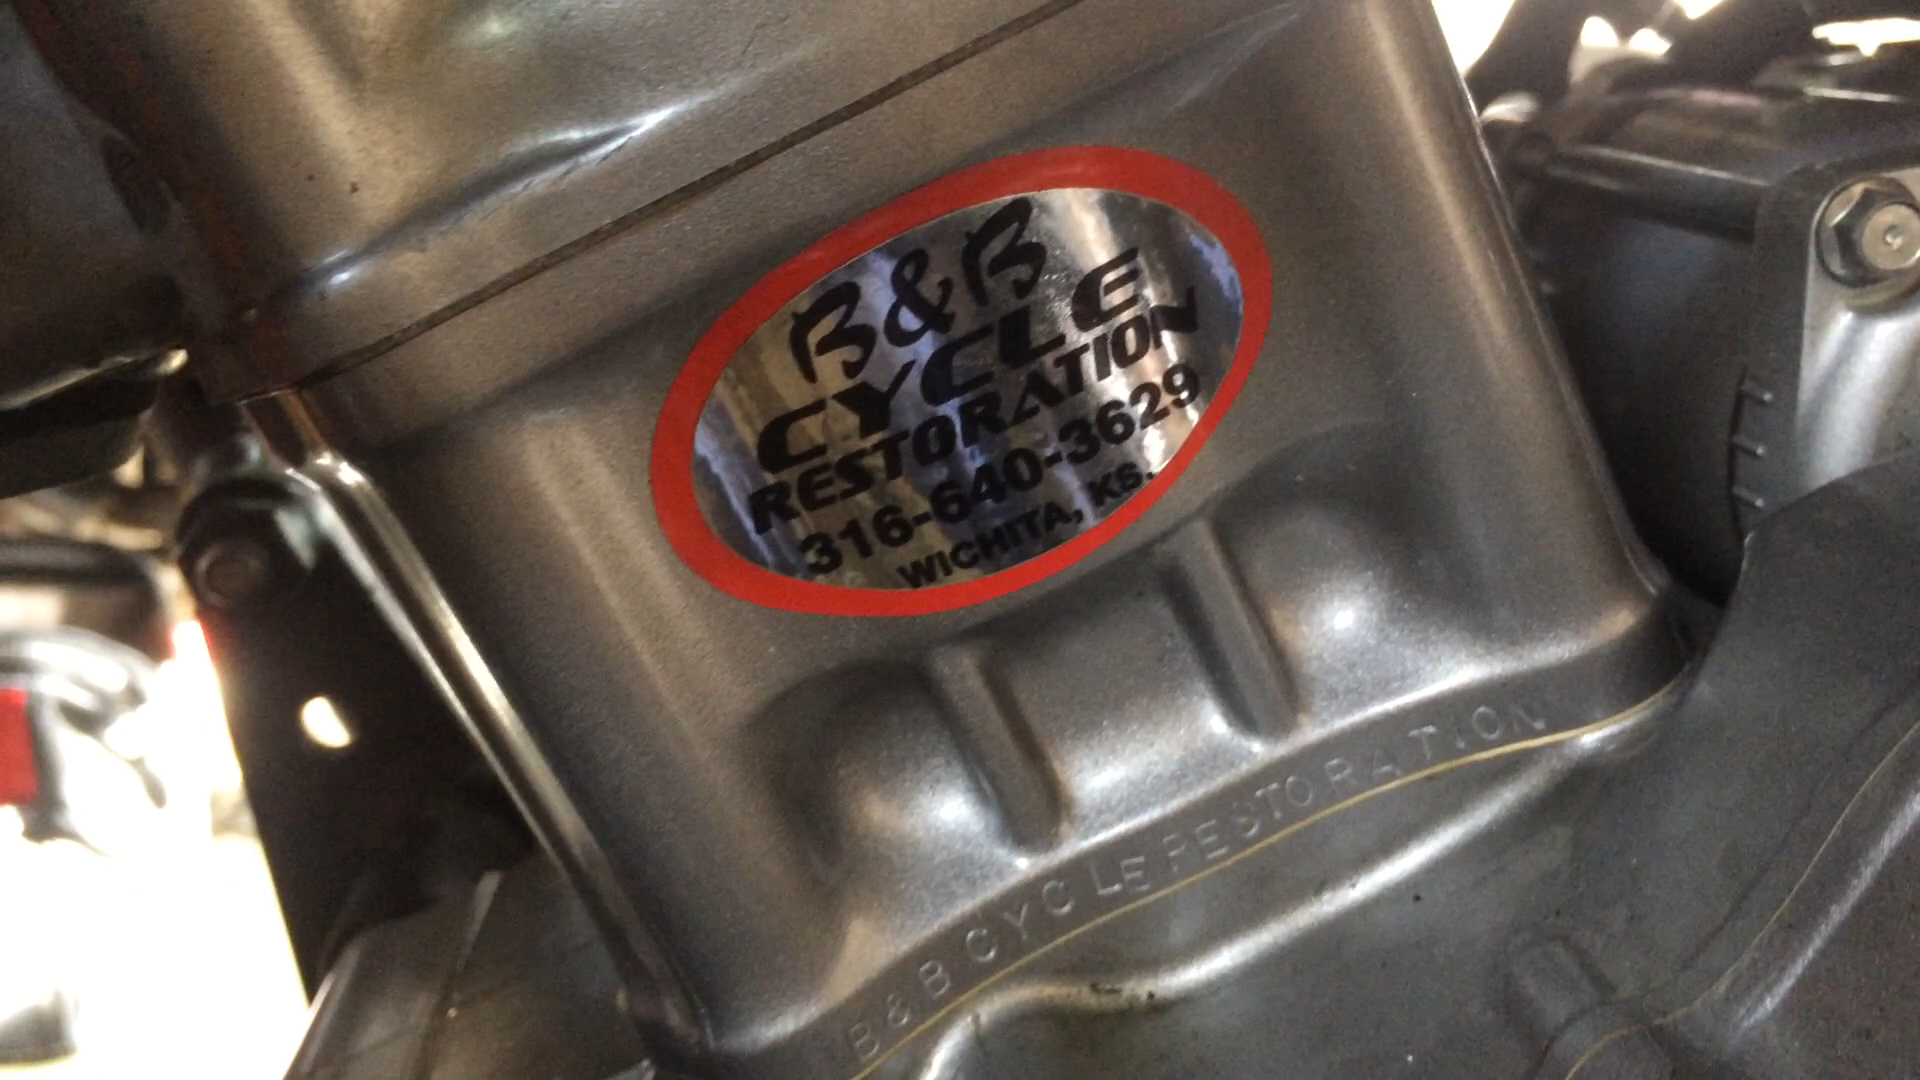 B&B
CYCLE
RESTORATION
316-640-3629
WICHITA, KS.
B & B CYCLE RESTORATION